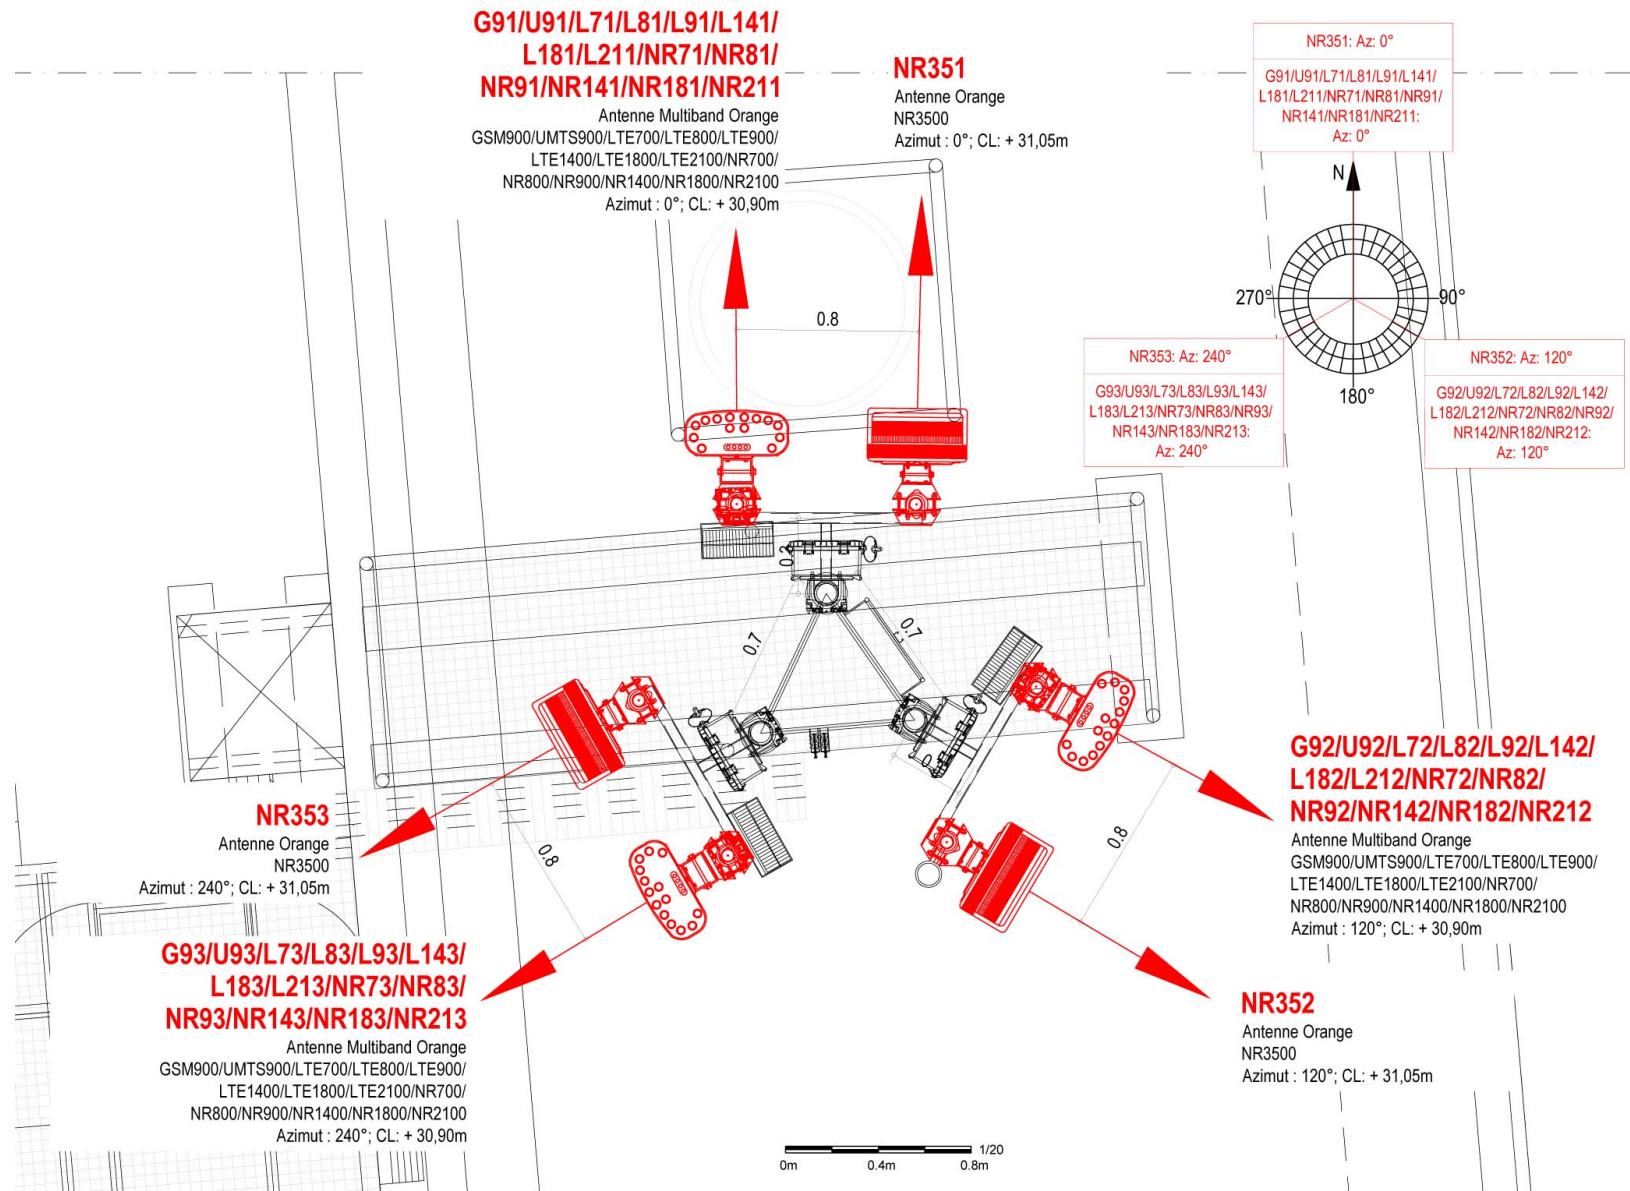 G91/U91/L71/L81/L91/L141/
L181/L211/NR71/NR81/
NR91/NR141/NR181/NR211
Antenne Multiband Orange
GSM900/UMTS900/LTE700/LTE800/LTE900/
LTE1400/LTE1800/LTE2100/NR700/
NR800/NR900/NR1400/NR1800/NR2100
Azimut : 0°; CL: + 30,90m
NR351
Antenne Orange
NR3500
Azimut : 0°; CL: + 31,05m
NR351: Az: 0°
G91/U91/L71/L81/L91/L141/
L181/L211/NR71/NR81/NR91/
NR141/NR181/NR211:
Az: 0°
N
270°
90°
180°
NR353: Az: 240°
G93/U93/L73/L83/L93/L143/
L183/L213/NR73/NR83/NR93/
NR143/NR183/NR213:
Az: 240°
NR352: Az: 120°
G92/U92/L72/L82/L92/L142/
L182/L212/NR72/NR82/NR92/
NR142/NR182/NR212:
Az: 120°
0.8
0.7
0.7
0.8
0.8
NR353
Antenne Orange
NR3500
Azimut : 240°; CL: + 31,05m
G93/U93/L73/L83/L93/L143/
L183/L213/NR73/NR83/
NR93/NR143/NR183/NR213
Antenne Multiband Orange
GSM900/UMTS900/LTE700/LTE800/LTE900/
LTE1400/LTE1800/LTE2100/NR700/
NR800/NR900/NR1400/NR1800/NR2100
Azimut : 240°; CL: + 30,90m
G92/U92/L72/L82/L92/L142/
L182/L212/NR72/NR82/
NR92/NR142/NR182/NR212
Antenne Multiband Orange
GSM900/UMTS900/LTE700/LTE800/LTE900/
LTE1400/LTE1800/LTE2100/NR700/
NR800/NR900/NR1400/NR1800/NR2100
Azimut : 120°; CL: + 30,90m
NR352
Antenne Orange
NR3500
Azimut : 120°; CL: + 31,05m
1/20
0m 0.4m 0.8m